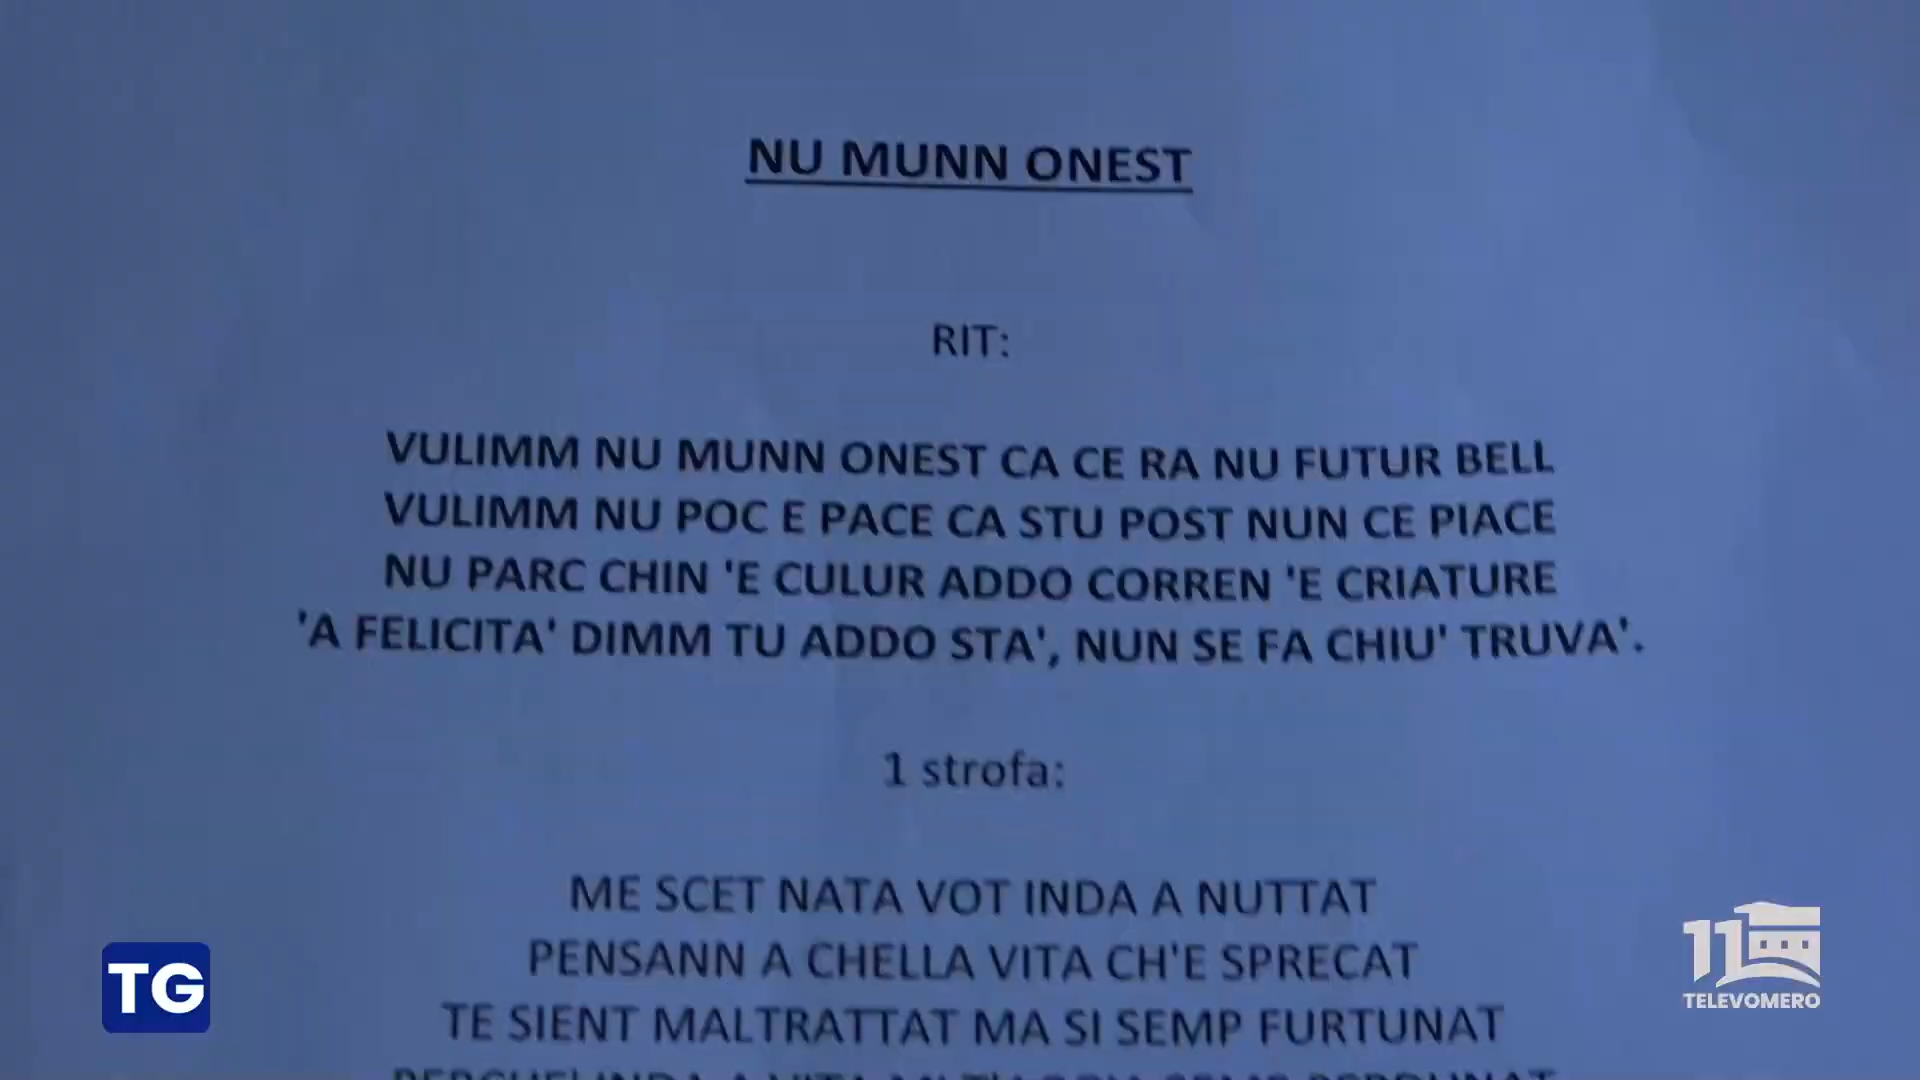 NU MUNN ONEST
RIT:
VULIMM NU MUNN ONEST CA CE RA NU FUTUR BELL
VULIMM NU POC E PACE CA STU POST NUN CE PIACE
NU PARC CHIN 'E CULUR ADDO CORREN 'E CRIATURE
'A FELICITA' DIMM TU ADDO STA', NUN SE FA CHIU' TRUVA'.
1 strofa:
ME SCET NATA VOT INDA A NUTTAT
PENSANN A CHELLA VITA CH'E SPRECAT
TE SIENT MALTRATTAT MA SI SEMP FURTUNAT
TG
11
TELEVOMERO